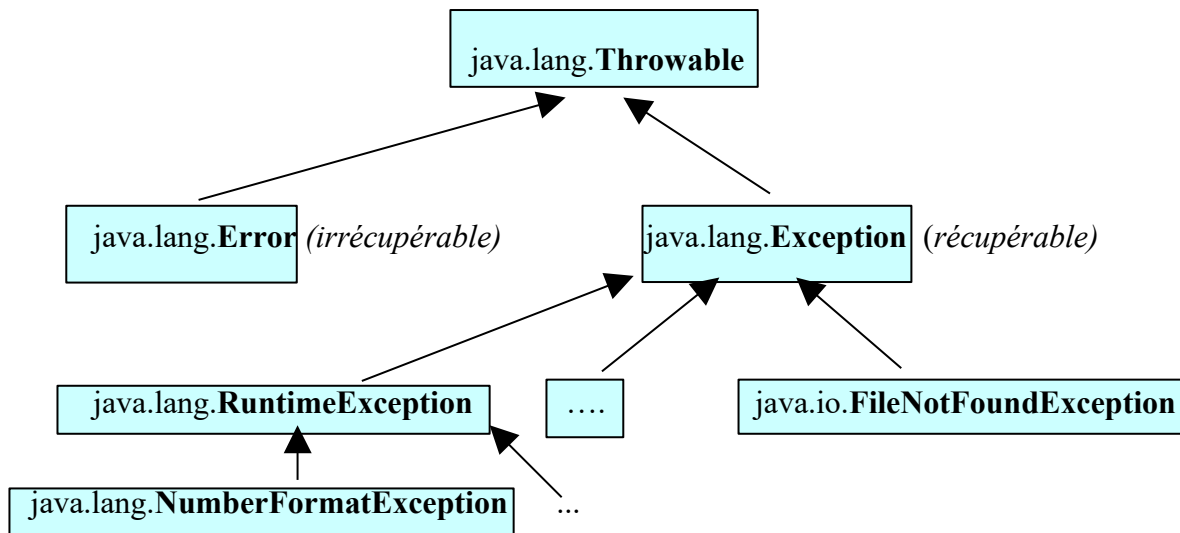 java.lang.Throwable
java.lang.Error (irrécupérable)
java.lang.Exception (récupérable)
java.lang.RuntimeException
….
java.io.FileNotFoundException
java.lang.NumberFormatException
...